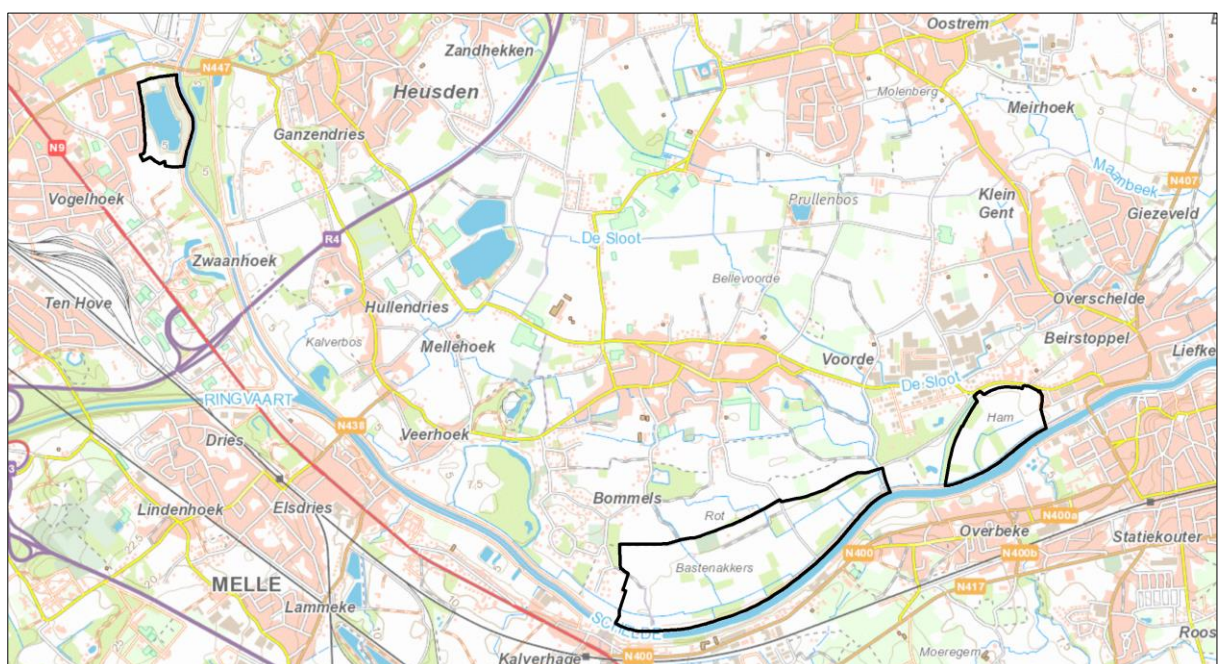 Oostrem
Zandhekken
N447
Heusden
Molenberg
Meirhoek
Ganzendries
N9
Maanbeek
N407
Vogelhoek
Prullenbos
Klein
Gent
Giezeveld
R4
De Sloot
Zwaanhoek
Bellevoorde
Ten Hove
Hullendries
Overschelde
Kalverbos
Mellehoek
Beirstoppel
Voorde
Liefke
De Sloot
RINGVAART
Ham
N438
Dries
Veerhoek
7,5
Bommels
Lindenhoek
Elsdries
22,5
Rot
N400a
Overbeke
Statiekouter
N400
N400b
Bastenakkers
MELLE
N417
Lammeke
SCHELDE
Roos
Kalverhage
N400
Moeregem